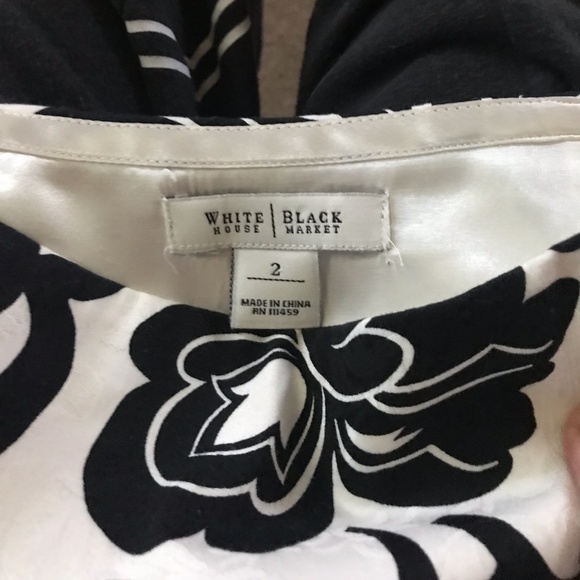 WHITE | BLACK
HOUSE MARKET
2
MADE IN CHINA
RN 111459